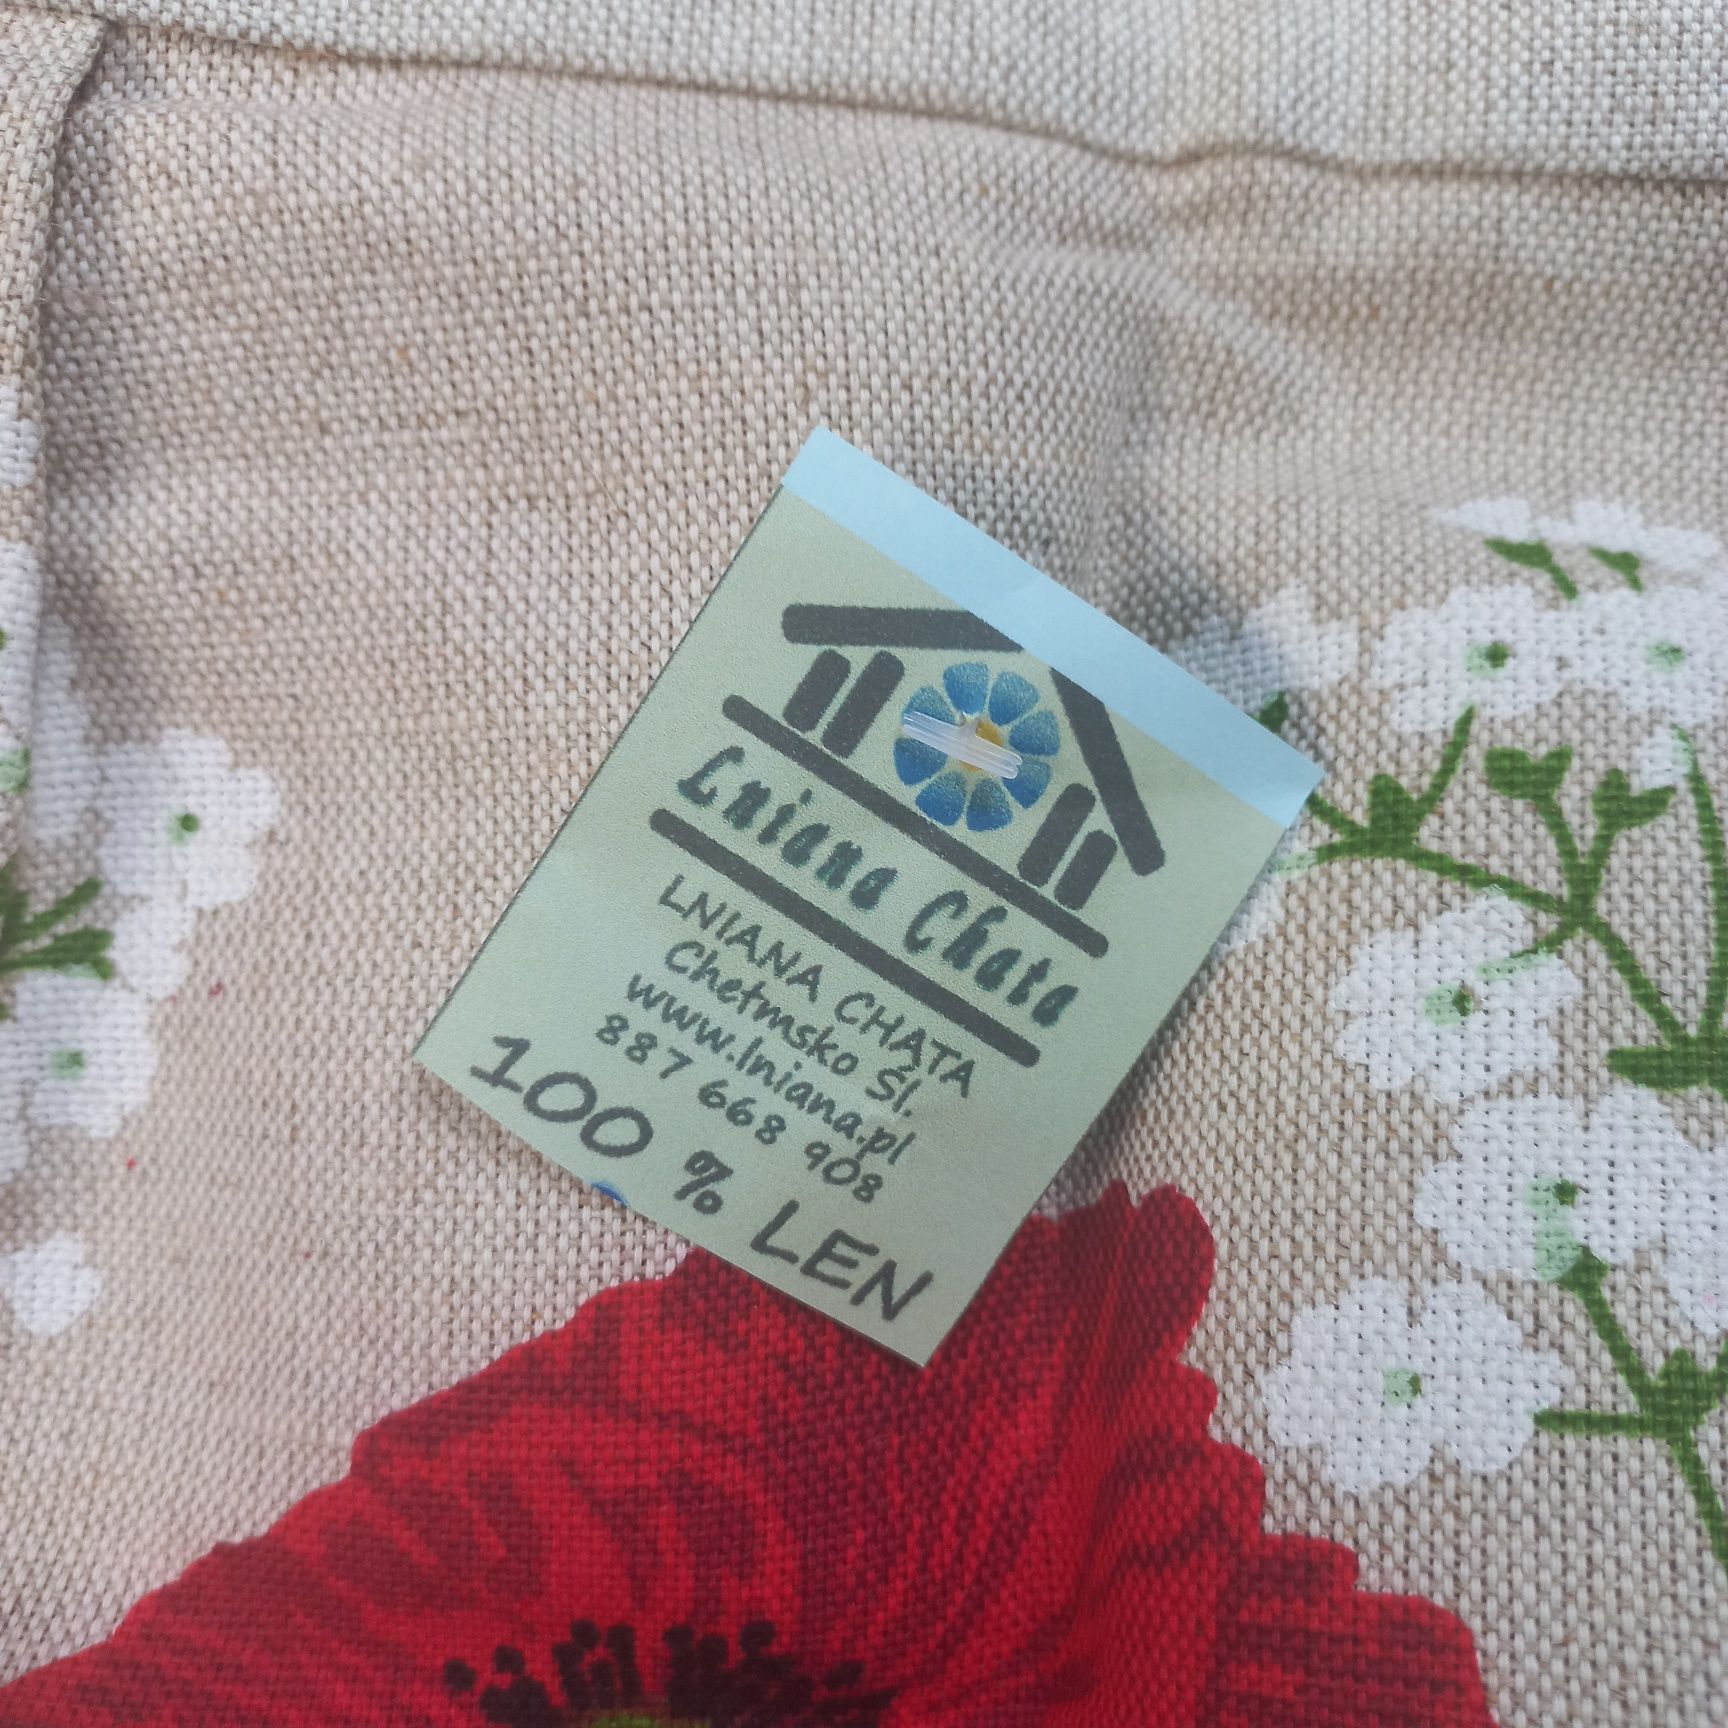 Lniana Chata
LNIANA CHATA
Chełmsko Śl.
www.lniana.pl
887 668 908
100 % LEN